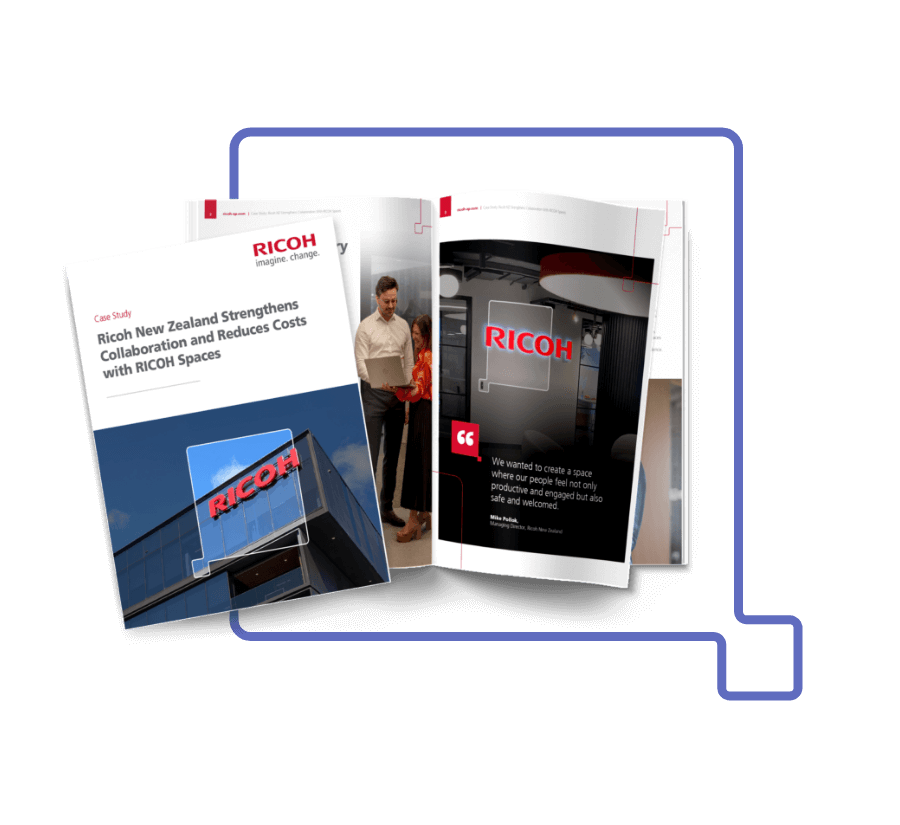 RICOH
imagine. change.
Case Study
Ricoh New Zealand Strengthens
Collaboration and Reduces Costs
with RICOH Spaces
RICOH
RICOH
“
We wanted to create a space
where our people feel not only
productive and engaged but also
safe and welcomed.
Mike Pollok,
Managing Director, Ricoh New Zealand